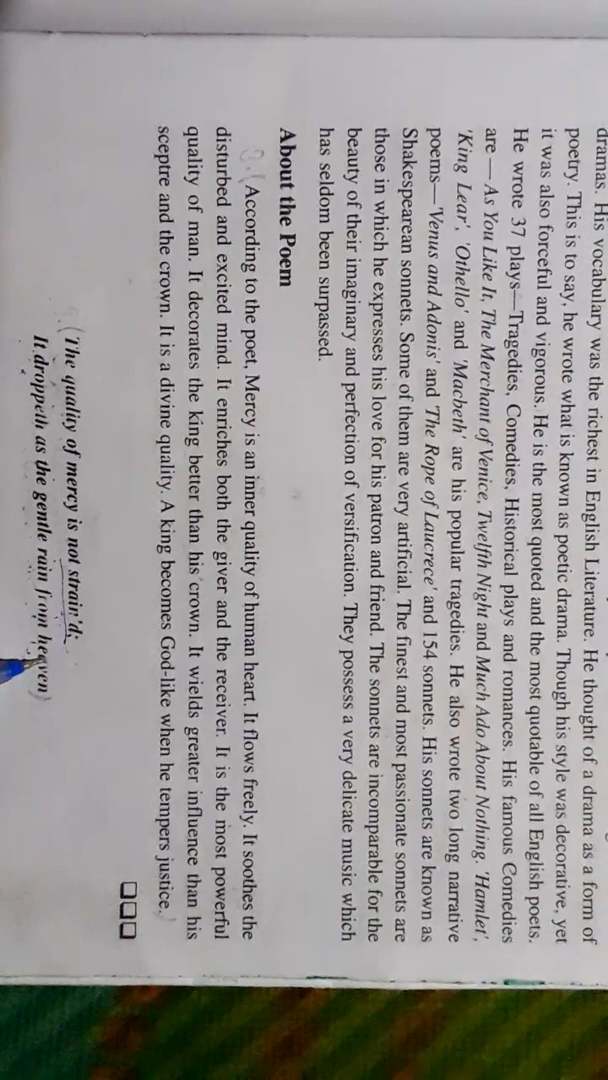 dramas. His vocabulary was the richest in English Literature. He thought of a drama as a form of
poetry. This is to say, he wrote what is known as poetic drama. Though his style was decorative, yet
it was also forceful and vigorous. He is the most quoted and the most quotable of all English poets.
He wrote 37 plays—Tragedies, Comedies, Historical plays and romances. His famous Comedies
are — As You Like It, The Merchant of Venice, Twelfth Night and Much Ado About Nothing. 'Hamlet',
'King Lear', 'Othello' and 'Macbeth' are his popular tragedies. He also wrote two long narrative
poems—'Venus and Adonis' and 'The Rope of Laucrece' and 154 sonnets. His sonnets are known as
Shakespearean sonnets. Some of them are very artificial. The finest and most passionate sonnets are
those in which he expresses his love for his patron and friend. The sonnets are incomparable for the
beauty of their imaginary and perfection of versification. They possess a very delicate music which
has seldom been surpassed.
About the Poem
According to the poet, Mercy is an inner quality of human heart. It flows freely. It soothes the
disturbed and excited mind. It enriches both the giver and the receiver. It is the most powerful
quality of man. It decorates the king better than his crown. It wields greater influence than his
sceptre and the crown. It is a divine quality. A king becomes God-like when he tempers justice.
The quality of mercy is not strain'd;
It droppeth as the gentle rain from heaven